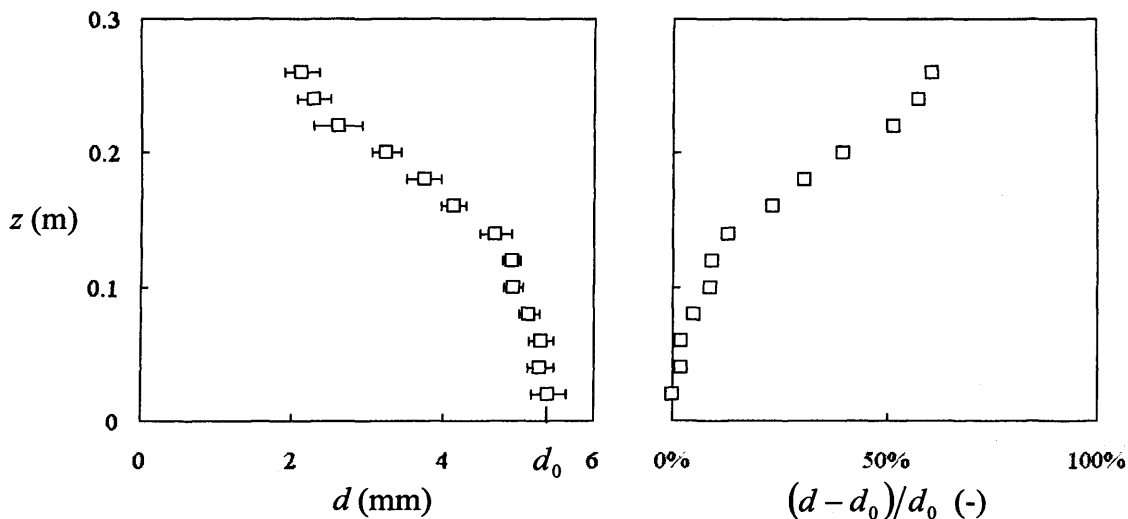 0.3
0.2
z (m)
0.1
0
0 2 4 d₀ 6
d (mm)
0% 50% 100%
(d − d₀)/d₀ (-)